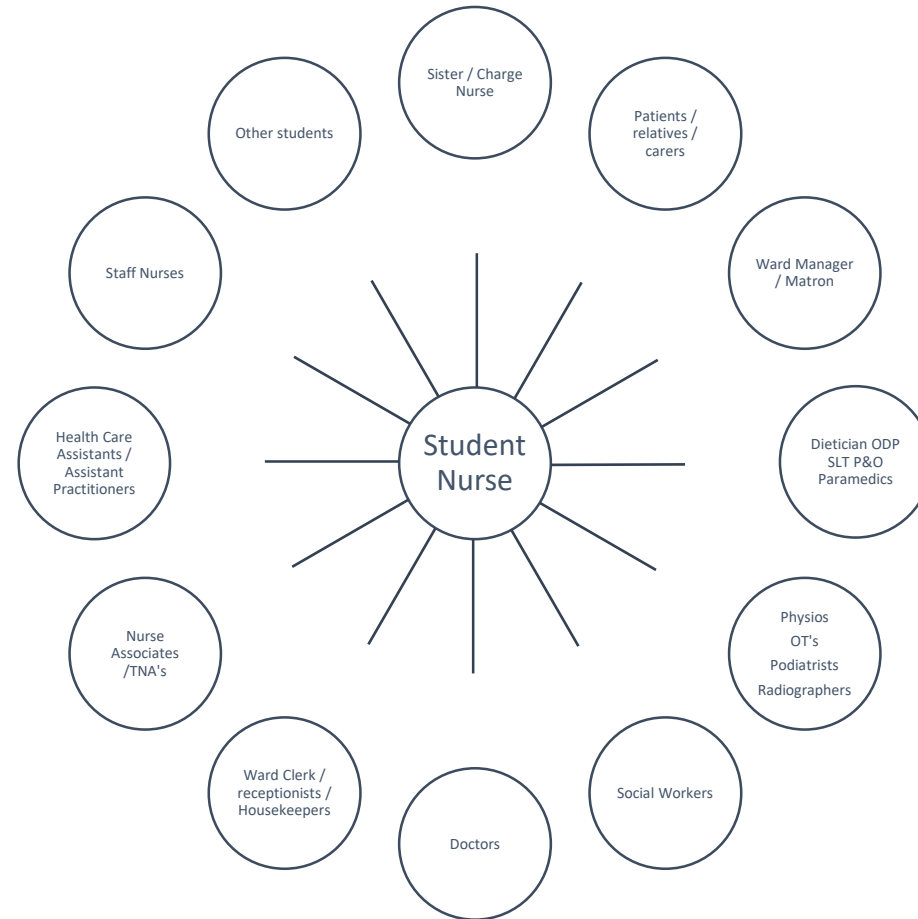 Sister / Charge
Nurse
Patients /
relatives /
carers
Ward Manager
/ Matron
Dietician ODP
SLT P&O
Paramedics
Physios
OT's
Podiatrists
Radiographers
Social Workers
Doctors
Ward Clerk /
receptionists /
Housekeepers
Nurse
Associates
/TNA's
Health Care
Assistants /
Assistant
Practitioners
Staff Nurses
Other students
Student
Nurse